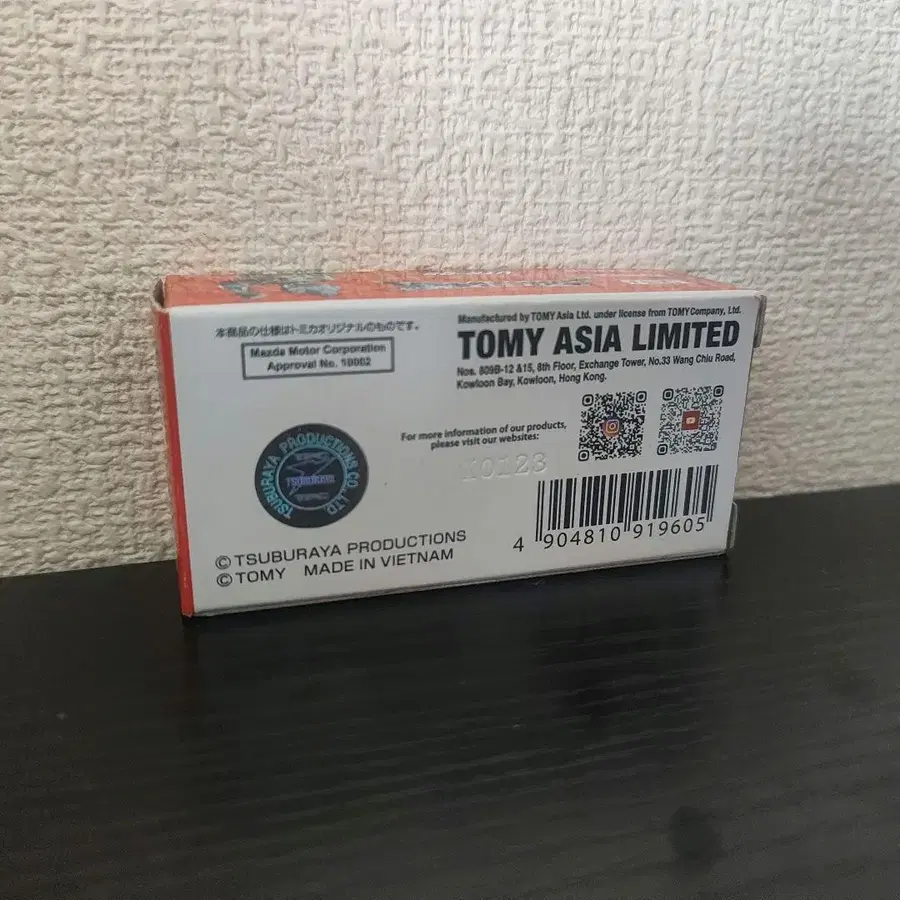 本商品の仕様はトミカオリジナルのものです。
Mazda Motor Corporation
Approval No. 10002
Manufactured by TOMY Asia Ltd. under license from TOMY Company, Ltd.
TOMY ASIA LIMITED
Nos. 809B-12 &15, 8th Floor, Exchange Tower, No.33 Wang Chiu Road,
Kowloon Bay, Kowloon, Hong Kong.
For more information of our products,
please visit our websites:
TSUBURAYA PRODUCTIONS CO., LTD
TSUBURAYA
4 904810 919605
© TSUBURAYA PRODUCTIONS
© TOMY MADE IN VIETNAM